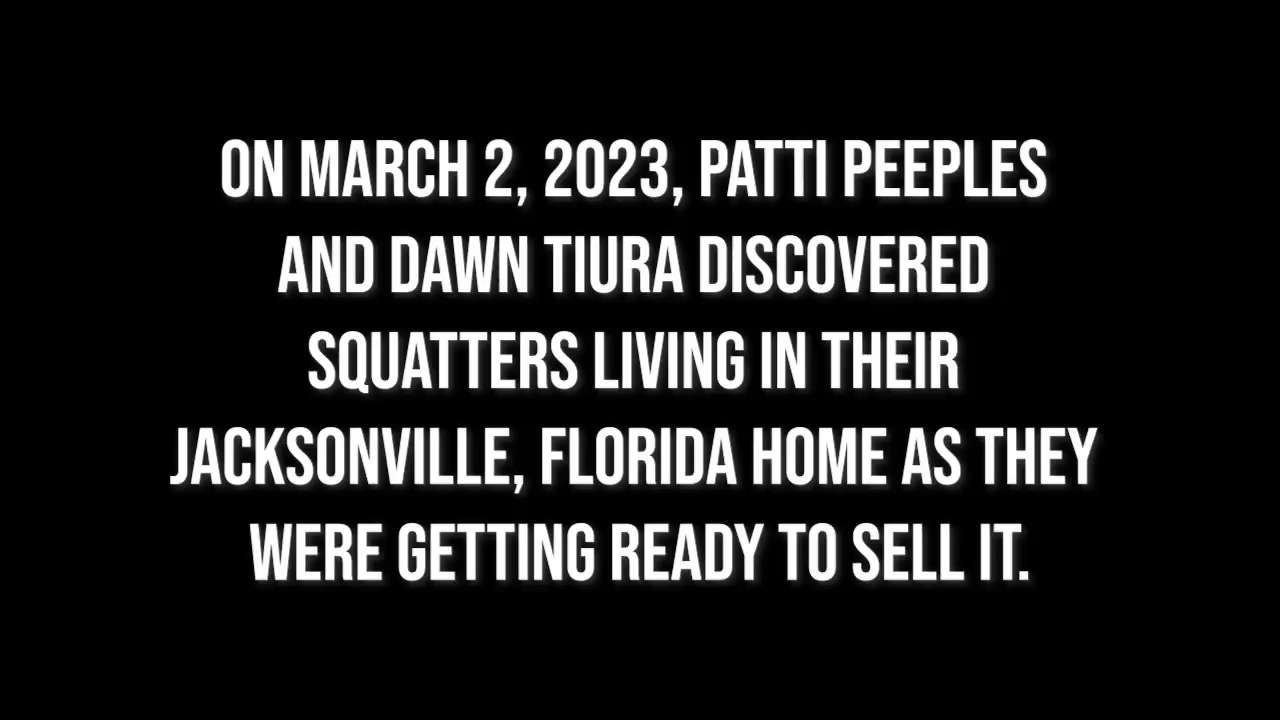 ON MARCH 2, 2023, PATTI PEEPLES
AND DAWN TIURA DISCOVERED
SQUATTERS LIVING IN THEIR
JACKSONVILLE, FLORIDA HOME AS THEY
WERE GETTING READY TO SELL IT.